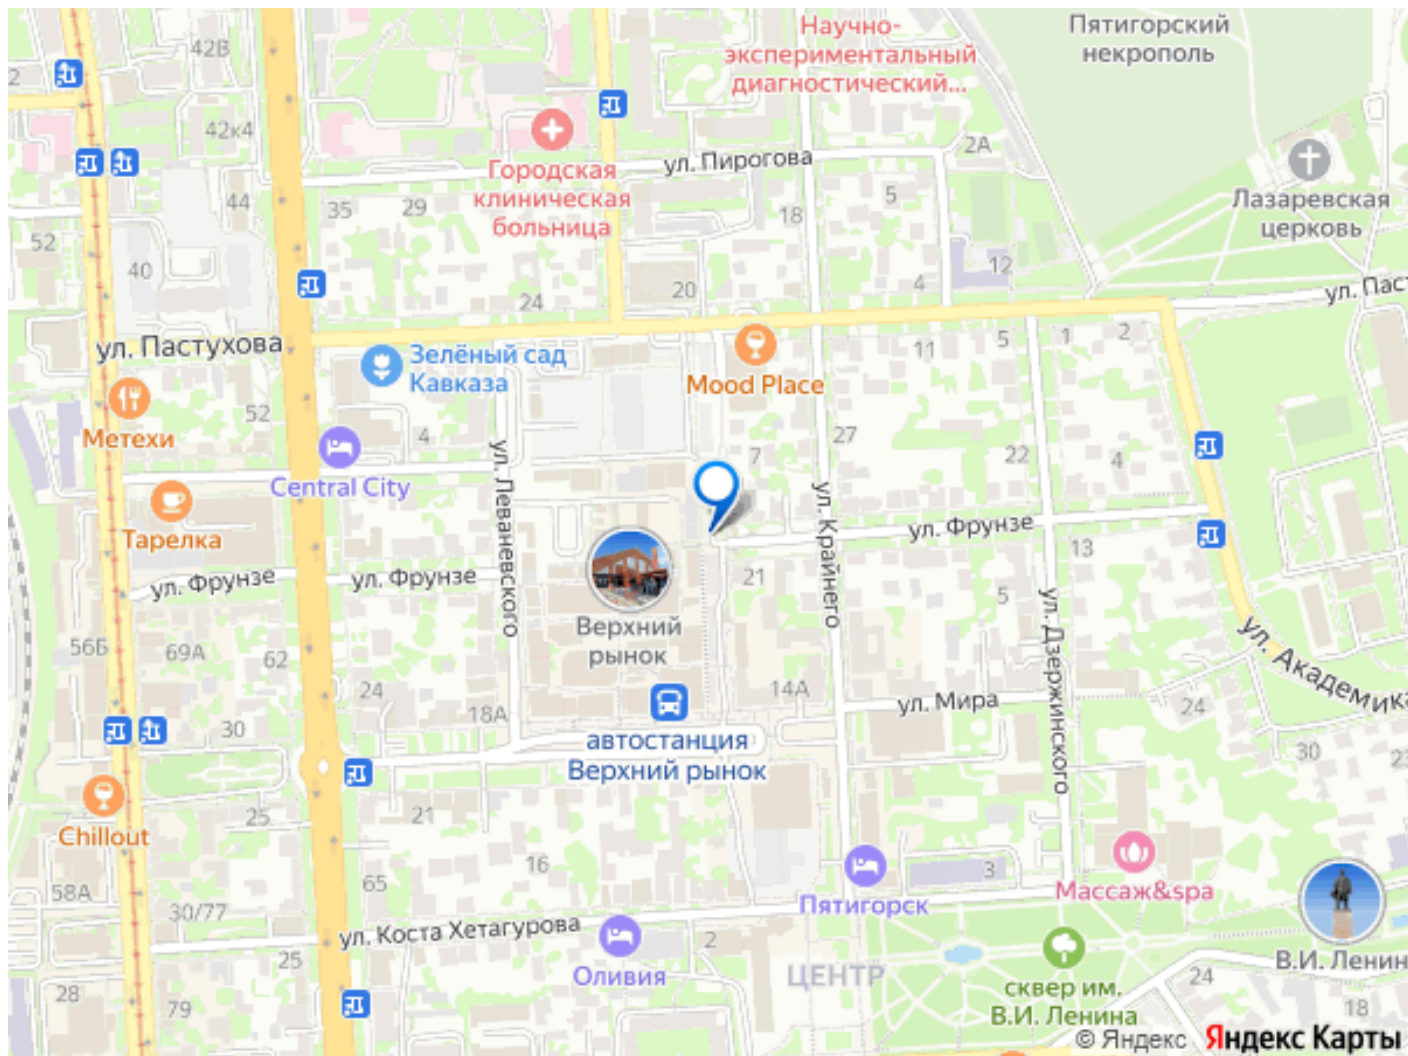 Научно-
экспериментальный
диагностический...
Пятигорский
некрополь
42В
2
42к4
Городская
клиническая
больница
ул. Пирогова
2А
Лазаревская
церковь
44
35
29
18
5
52
40
12
24
20
4
ул. Паст
ул. Пастухова
Зелёный сад
Кавказа
Mood Place
11
5
1
2
Метехи
52
4
27
7
22
4
Central City
ул. Леваневского
ул. Крайнего
Тарелка
ул. Фрунзе
ул. Фрунзе
ул. Фрунзе
13
21
5
Верхний
рынок
ул. Дзержинского
ул. Академика
56Б
69А
62
24
18А
14А
ул. Мира
24
30
30
23
автостанция
Верхний рынок
Chillout
25
21
16
65
3
58А
30/77
Пятигорск
Массаж&spa
ул. Коста Хетагурова
2
25
Оливия
ЦЕНТР
28
79
сквер им.
В.И. Ленина
В.И. Ленин
24
18
© Яндекс Яндекс Карты